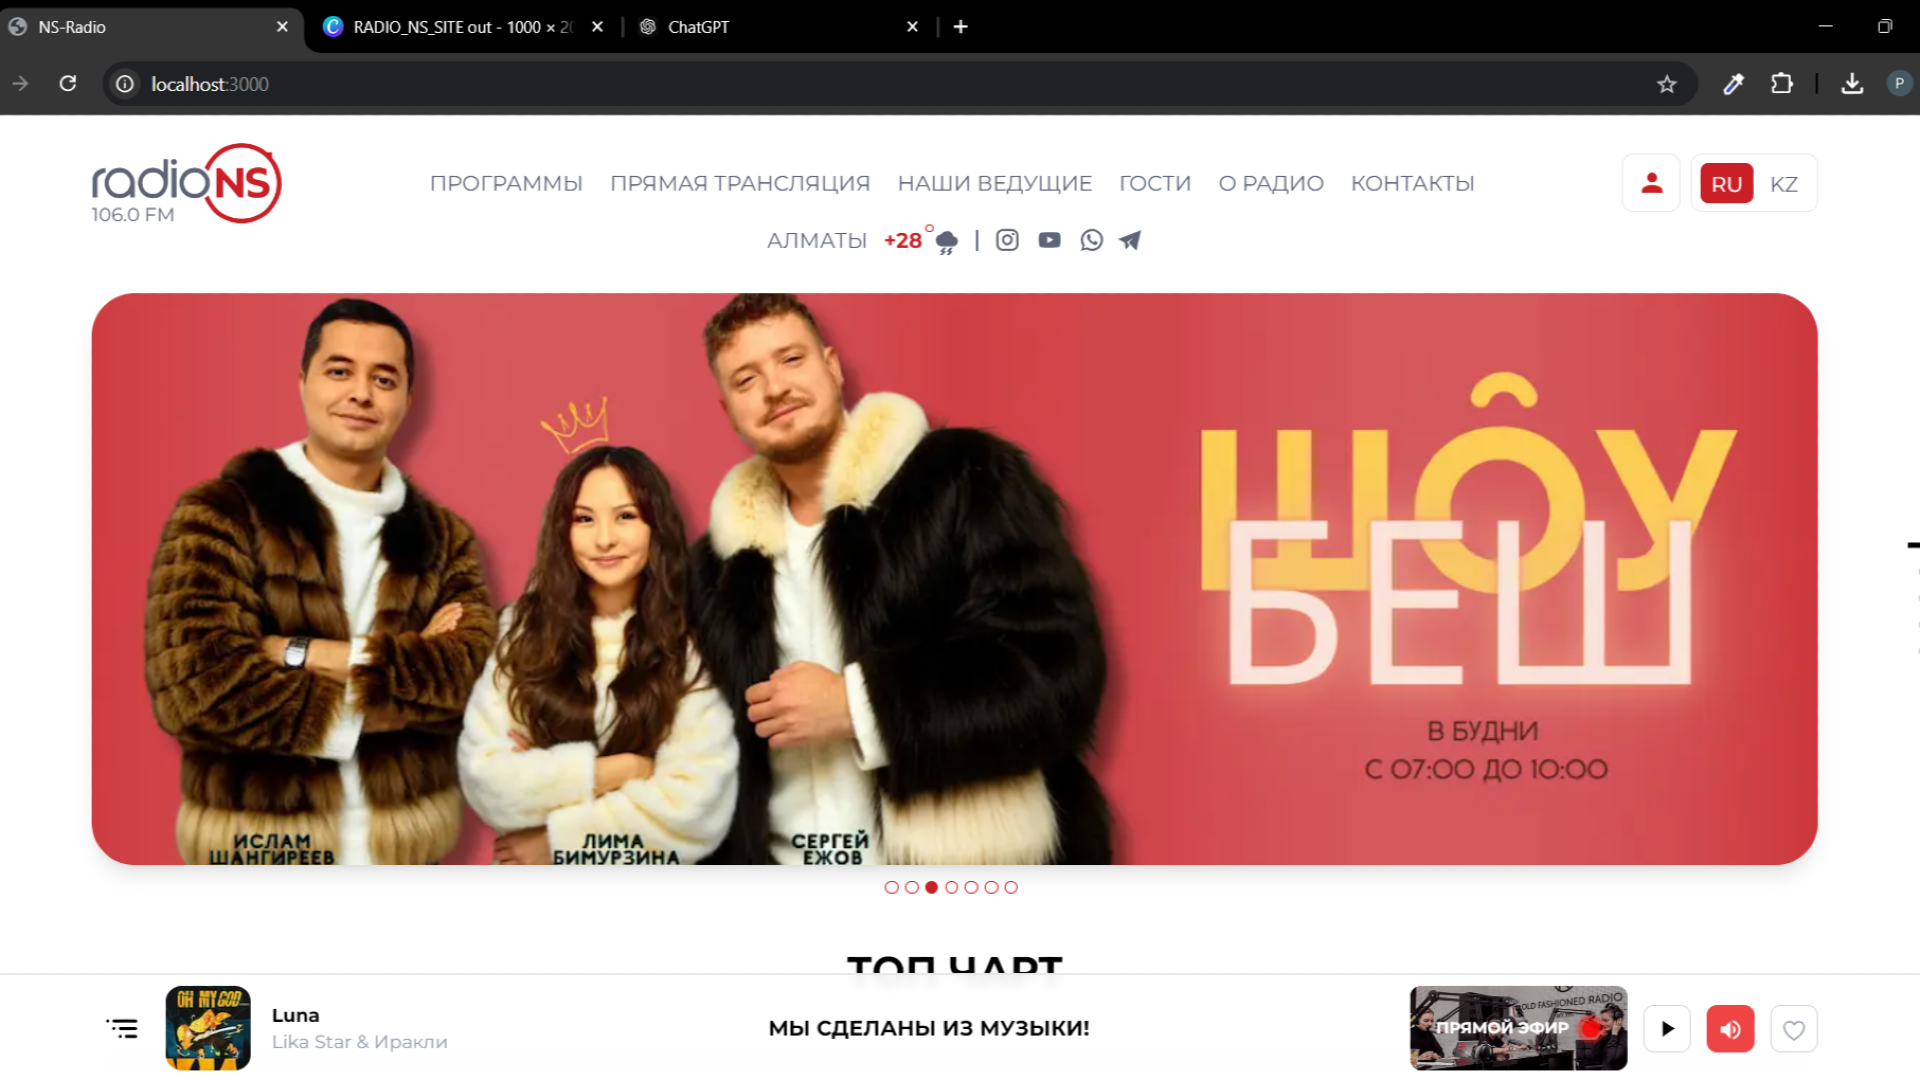 NS-Radio
RADIO_NS_SITE out - 1000 × 20
ChatGPT
localhost:3000
P
radioNS
106.0 FM
ПРОГРАММЫ
ПРЯМАЯ ТРАНСЛЯЦИЯ
НАШИ ВЕДУЩИЕ
ГОСТИ
О РАДИО
КОНТАКТЫ
RU
KZ
АЛМАТЫ +28° |
ШОУ
БЕШ
В БУДНИ
С 07:00 ДО 10:00
ИСЛАМ
ШАНГИРЕЕВ
ЛИМА
БИМУРЗИНА
СЕРГЕЙ
ЕЖОВ
ТОП ЧАРТ
OH MY GOD
Luna
Lika Star & Иракли
МЫ СДЕЛАНЫ ИЗ МУЗЫКИ!
OLD FASHIONED RADIO
ПРЯМОЙ ЭФИР